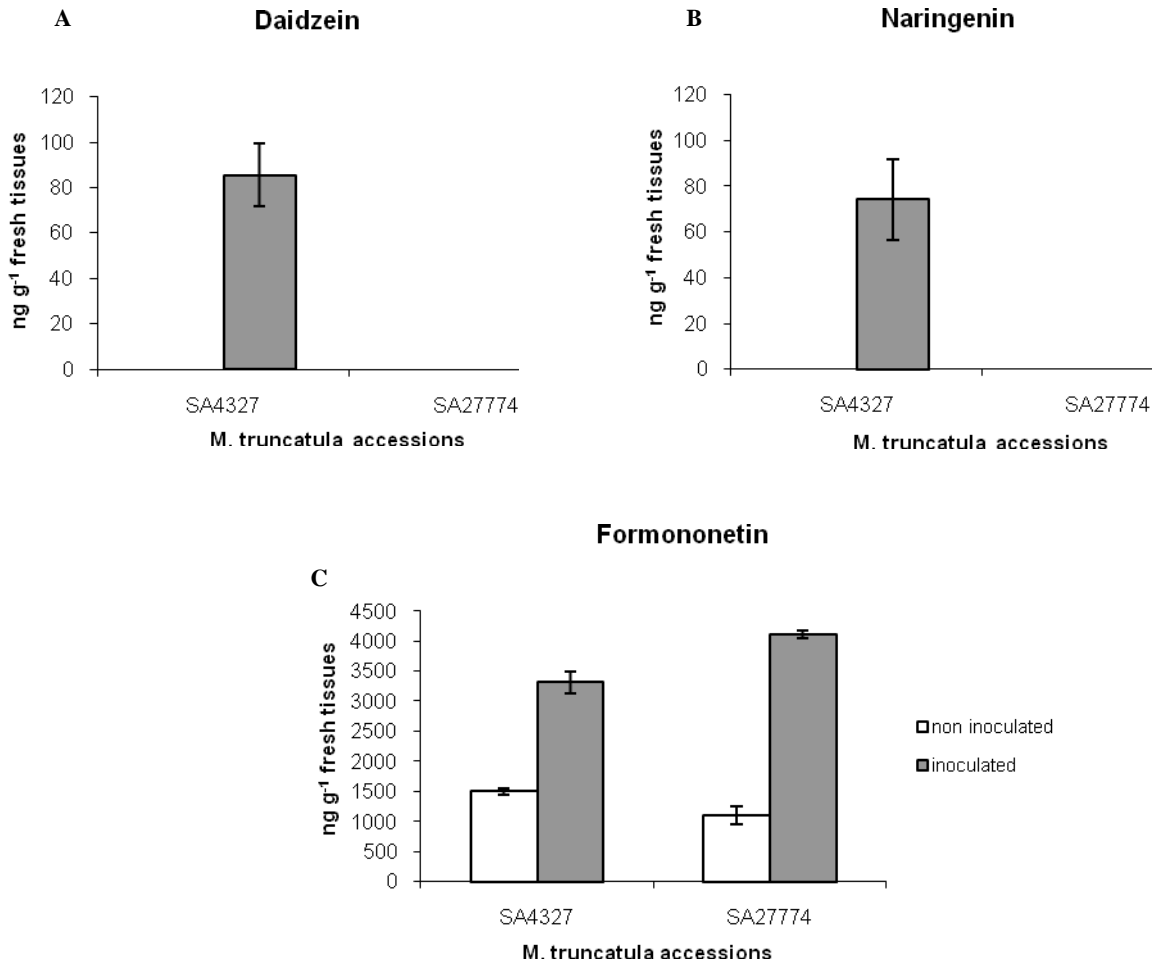 A
Daidzein
ng g-1 fresh tissues
120
100
80
60
40
20
0
SA4327 SA27774
M. truncatula accessions
B
Naringenin
ng g-1 fresh tissues
120
100
80
60
40
20
0
SA4327 SA27774
M. truncatula accessions
Formononetin
C
ng g-1 fresh tissues
4500
4000
3500
3000
2500
2000
1500
1000
500
0
SA4327 SA27774
M. truncatula accessions
non inoculated
inoculated